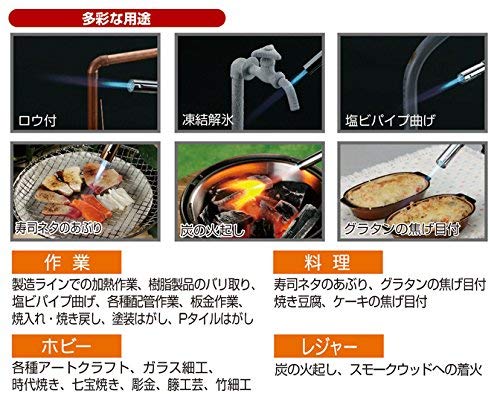 多彩な用途
ロウ付
凍結解氷
塩ビパイプ曲げ
寿司ネタのあぶり
炭の火起し
グラタンの焦げ目付
作業
製造ラインでの加熱作業、樹脂製品のバリ取り、
塩ビパイプ曲げ、各種配管作業、板金作業、
焼入れ・焼き戻し、塗装はがし、Pタイルはがし
料理
寿司ネタのあぶり、グラタンの焦げ目付
焼き豆腐、ケーキの焦げ目付
ホビー
各種アートクラフト、ガラス細工、
時代焼き、七宝焼き、彫金、籐工芸、竹細工
レジャー
炭の火起し、スモークウッドへの着火